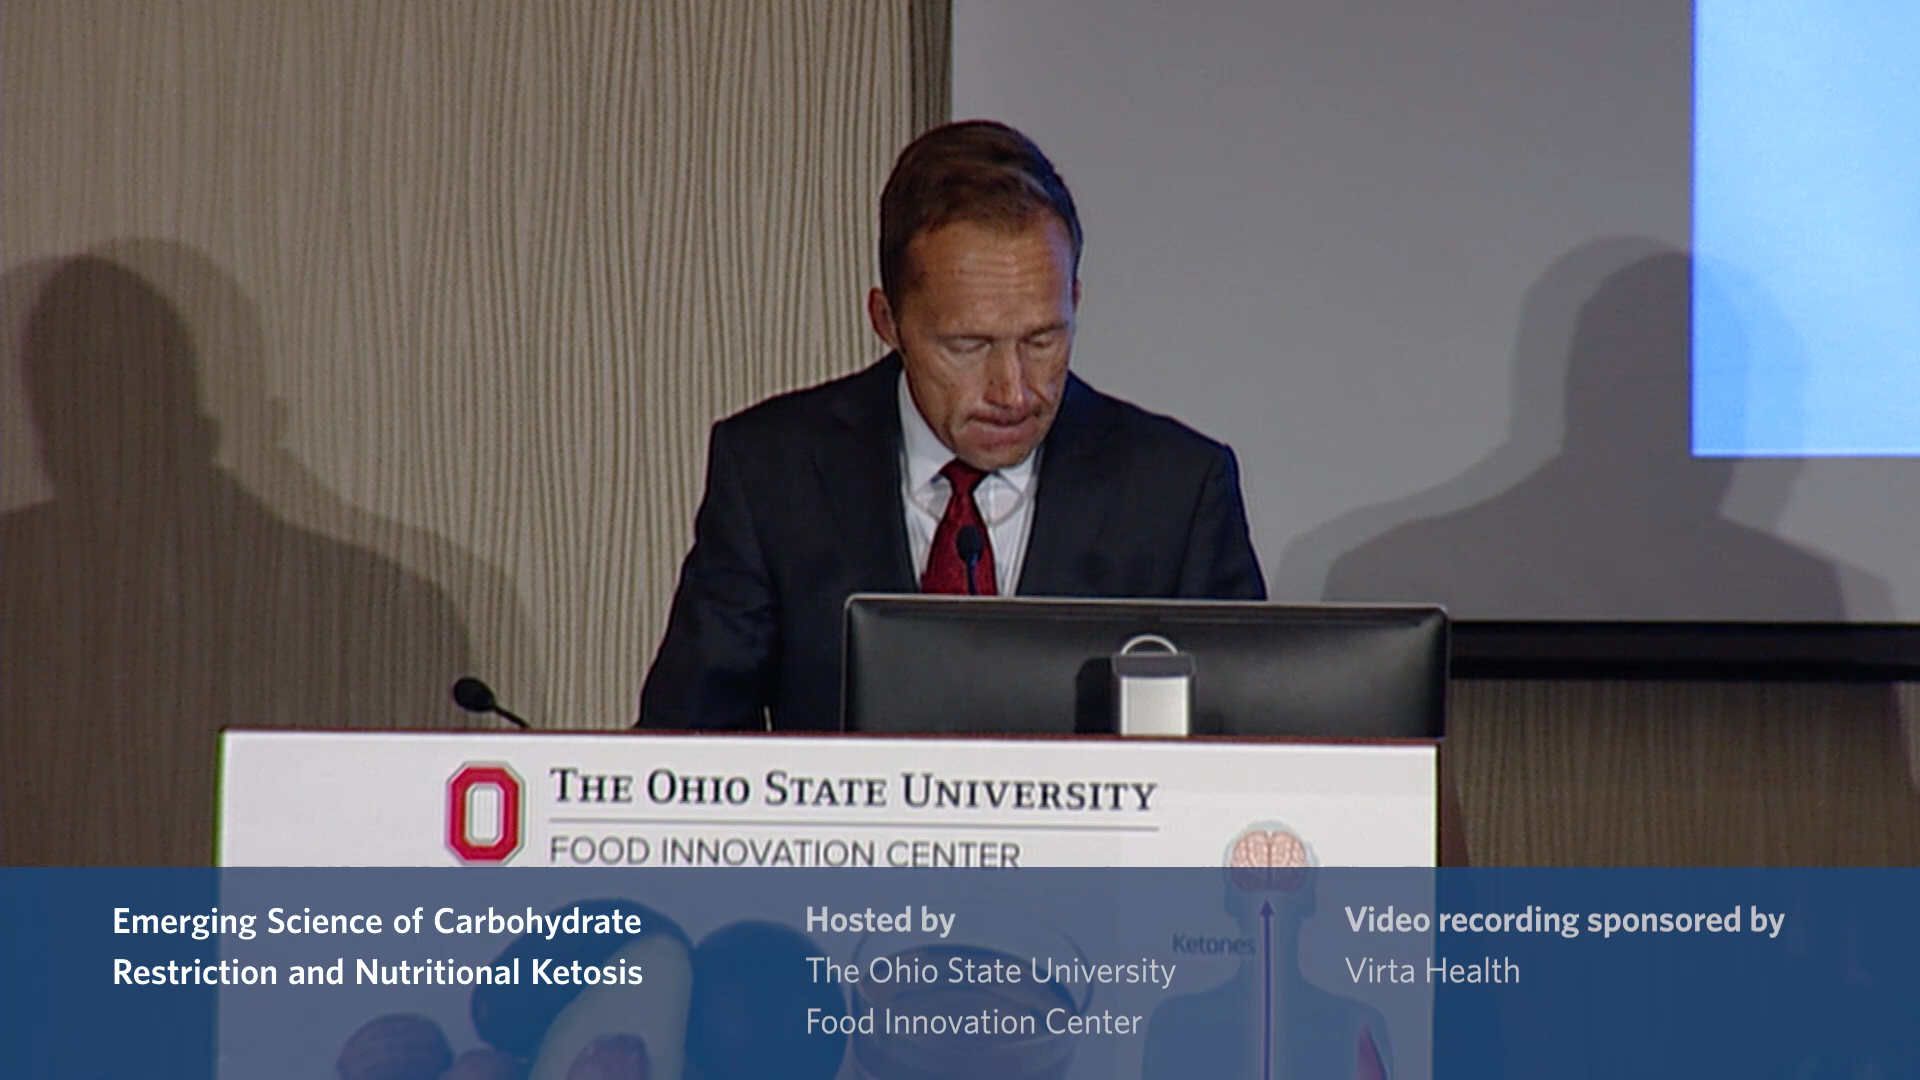 THE OHIO STATE UNIVERSITY
FOOD INNOVATION CENTER
Emerging Science of Carbohydrate
Restriction and Nutritional Ketosis
Hosted by
The Ohio State University
Food Innovation Center
Video recording sponsored by
Virta Health
Ketones